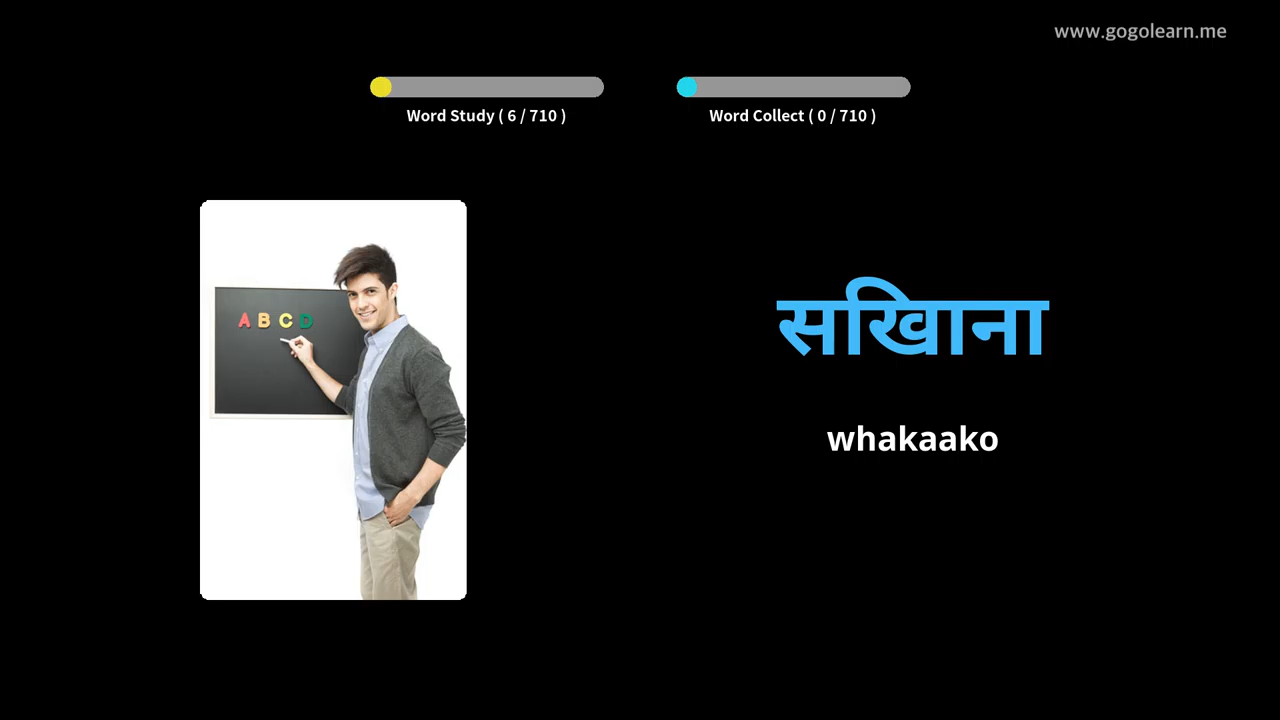 www.gogolearn.me
Word Study ( 6 / 710 )
Word Collect ( 0 / 710 )
A B C D
सखिाना
whakaako